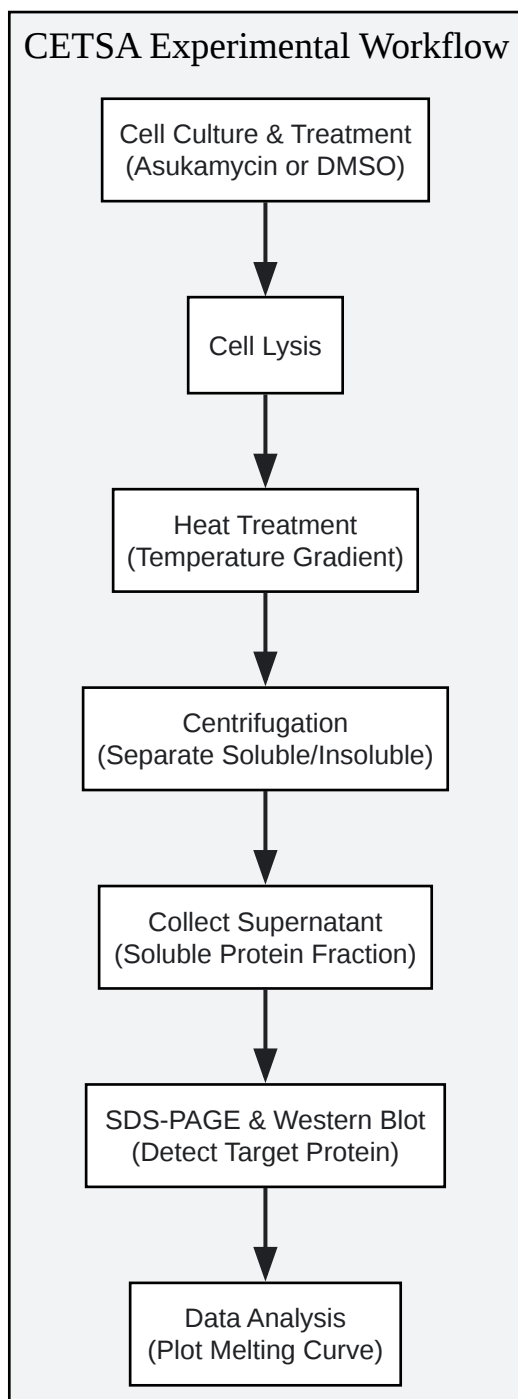 CETSA Experimental Workflow
Cell Culture & Treatment
(Asukamycin or DMSO)
Cell Lysis
Heat Treatment
(Temperature Gradient)
Centrifugation
(Separate Soluble/Insoluble)
Collect Supernatant
(Soluble Protein Fraction)
SDS-PAGE & Western Blot
(Detect Target Protein)
Data Analysis
(Plot Melting Curve)